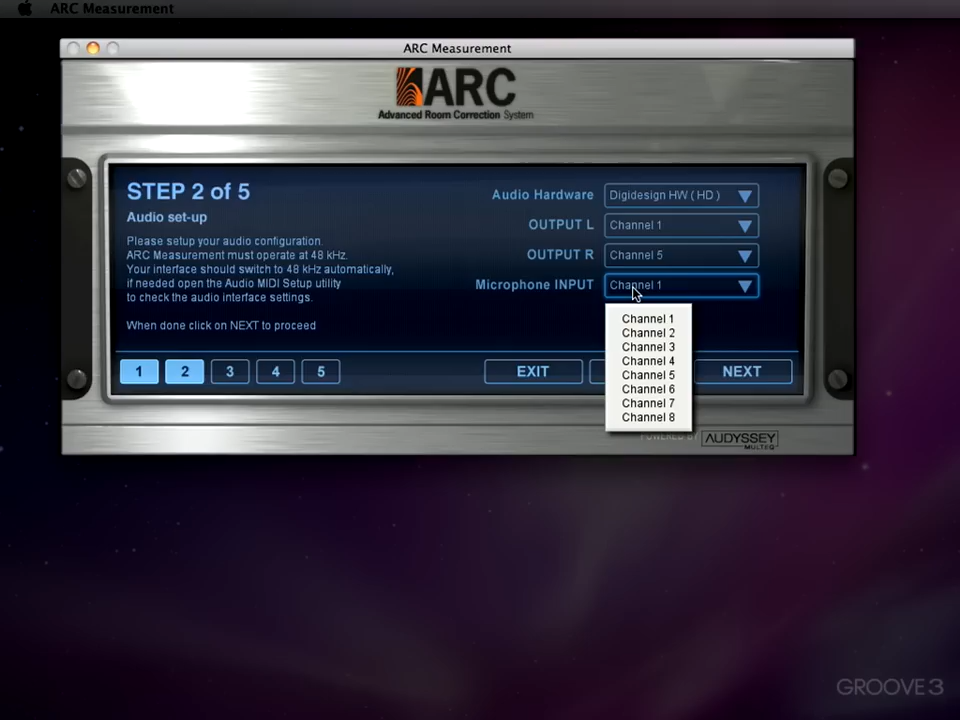 ARC Measurement
ARC Measurement
ARC
Advanced Room Correction System
STEP 2 of 5
Audio set-up
Please setup your audio configuration.
ARC Measurement must operate at 48 kHz.
Your interface should switch to 48 kHz automatically,
if needed open the Audio MIDI Setup utility
to check the audio interface settings.
When done click on NEXT to proceed
Audio Hardware
Digidesign HW ( HD )
OUTPUT L
Channel 1
OUTPUT R
Channel 5
Microphone INPUT
Channel 1
Channel 1
Channel 2
Channel 3
Channel 4
Channel 5
Channel 6
Channel 7
Channel 8
1 2 3 4 5
EXIT
NEXT
POWERED BY AUDYSSEY
MULTEQ
GROOVE3